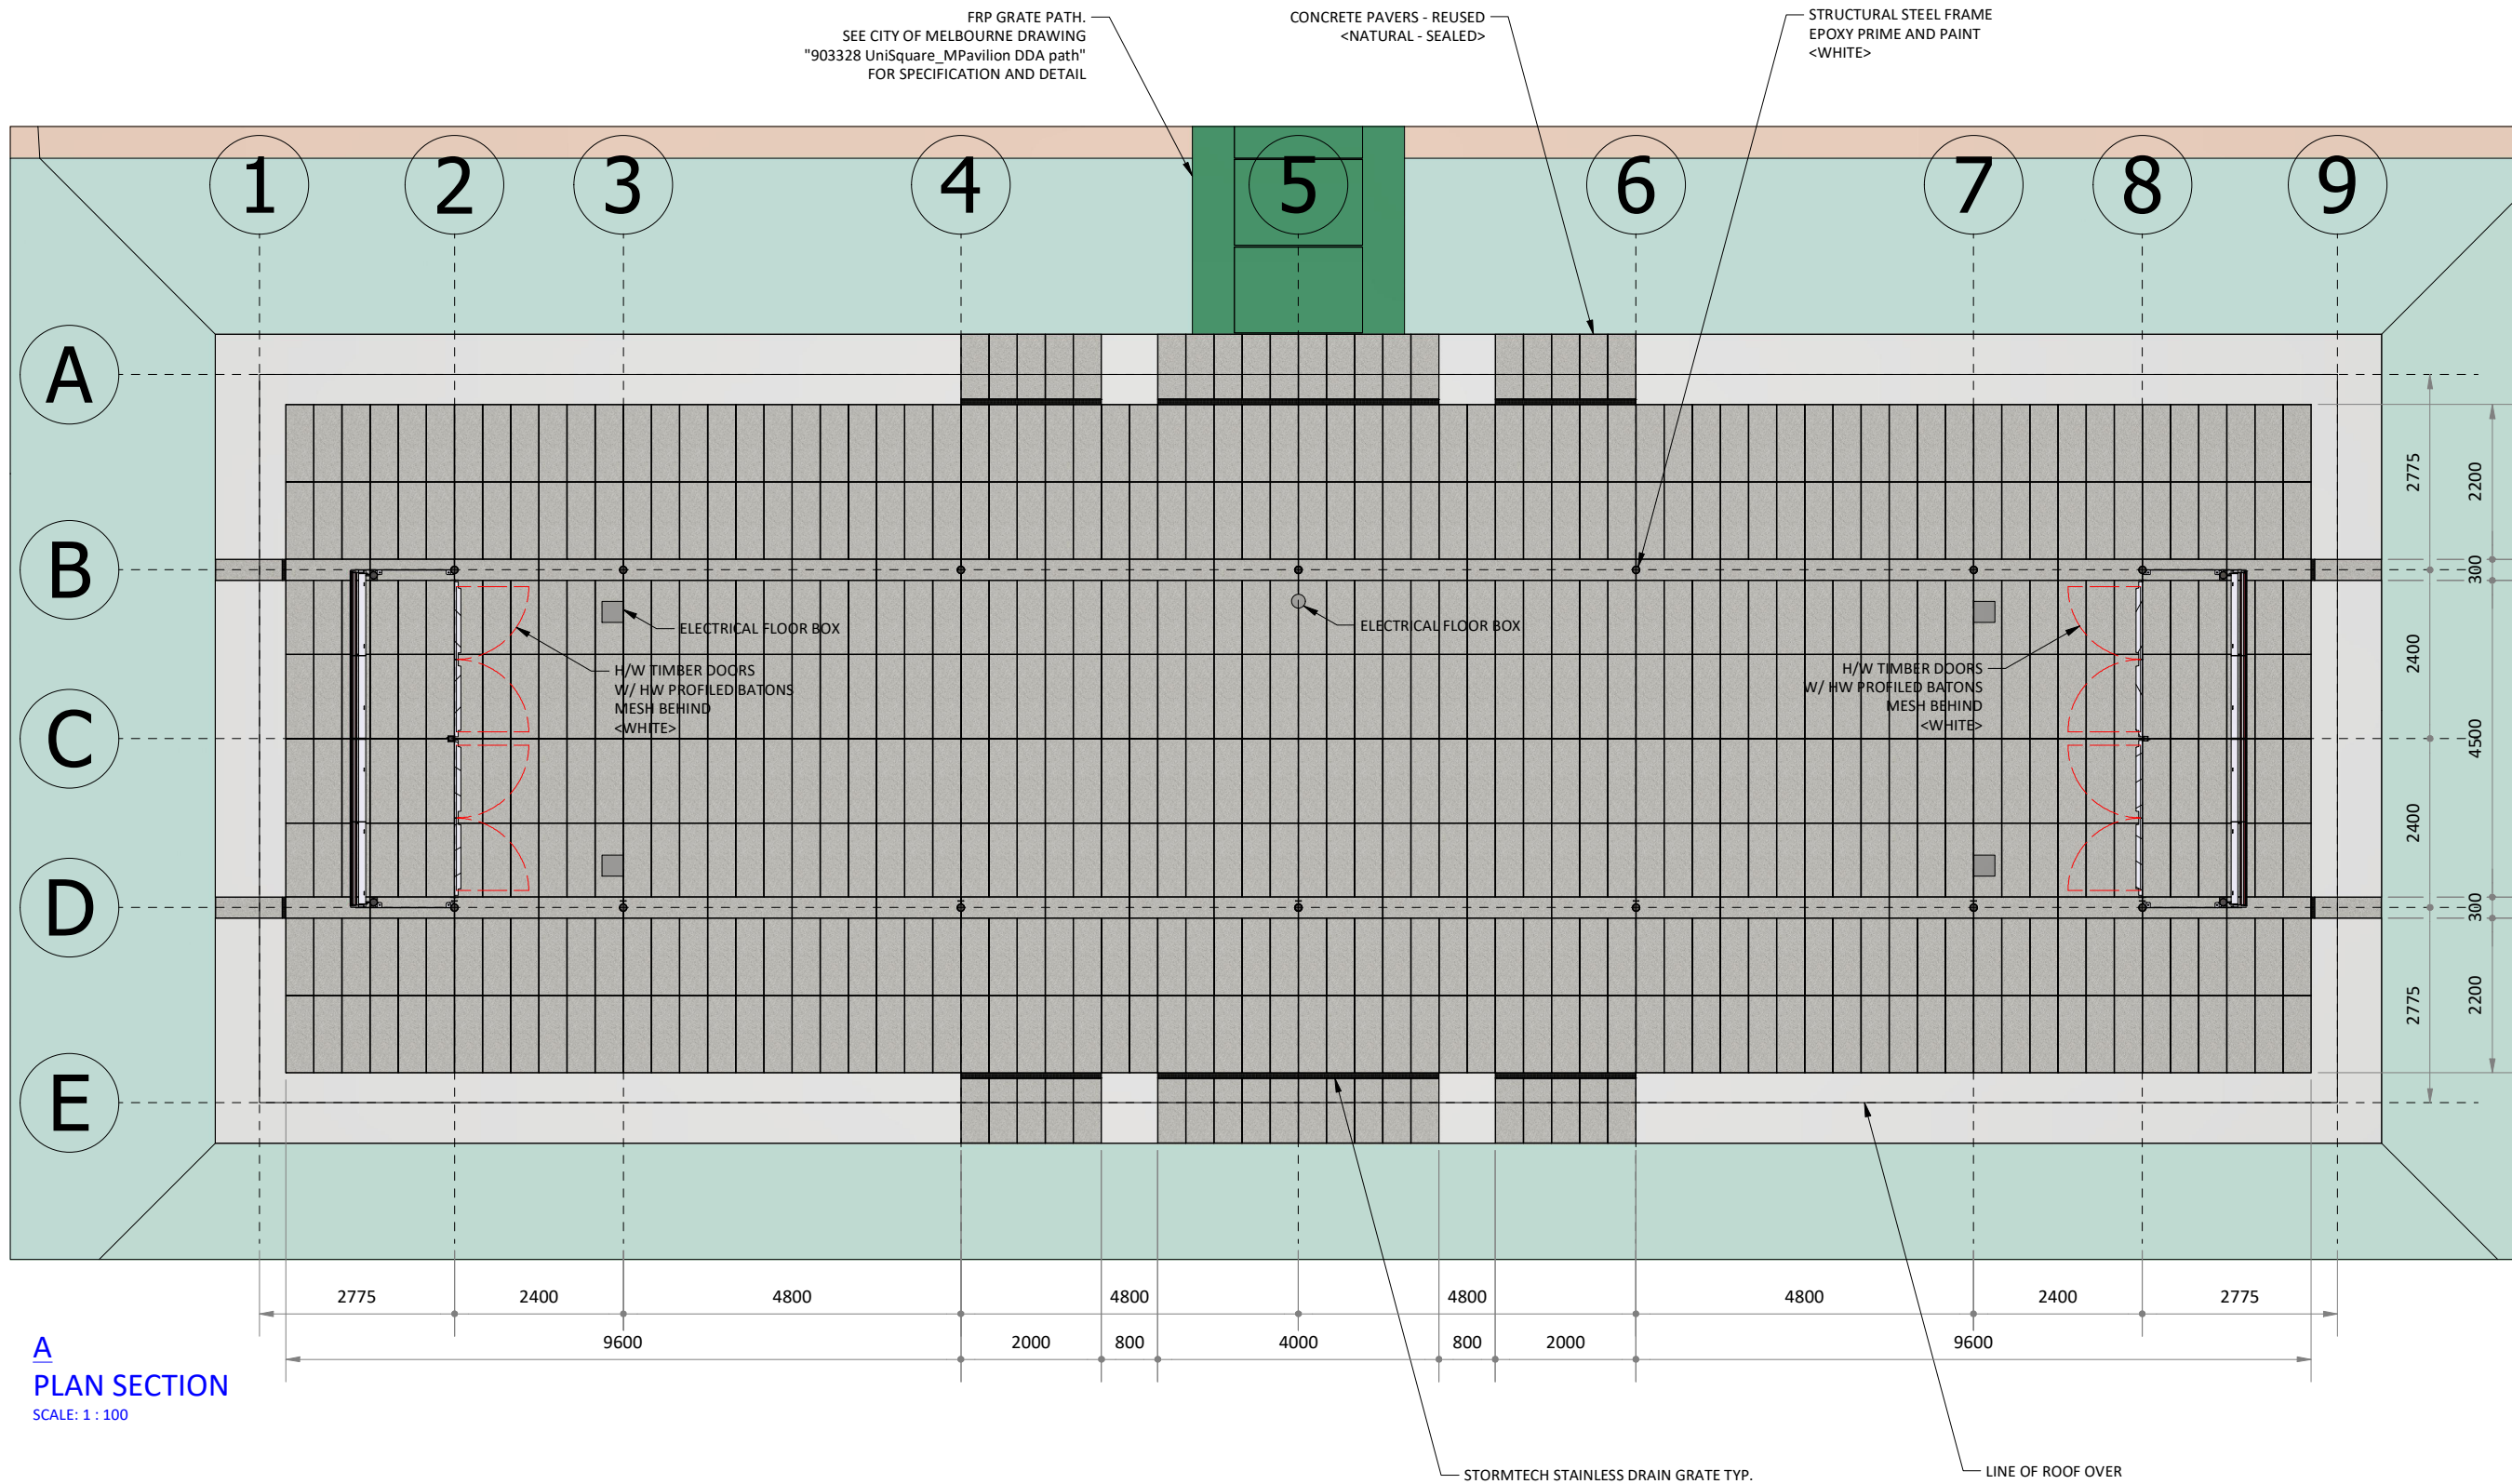 FRP GRATE PATH.
SEE CITY OF MELBOURNE DRAWING
"903328 UniSquare_MPavilion DDA path"
FOR SPECIFICATION AND DETAIL
CONCRETE PAVERS - REUSED
<NATURAL - SEALED>
STRUCTURAL STEEL FRAME
EPOXY PRIME AND PAINT
<WHITE>
1
2
3
4
5
6
7
8
9
A
B
C
D
E
ELECTRICAL FLOOR BOX
H/W TIMBER DOORS
W/ HW PROFILED BATONS
MESH BEHIND
<WHITE>
ELECTRICAL FLOOR BOX
H/W TIMBER DOORS
W/ HW PROFILED BATONS
MESH BEHIND
<WHITE>
2775
2400
2400
2775
2200
300
4500
300
2200
2775
2400
4800
4800
4800
4800
2400
2775
9600
2000
800
4000
800
2000
9600
A
PLAN SECTION
SCALE: 1 : 100
STORMTECH STAINLESS DRAIN GRATE TYP.
LINE OF ROOF OVER